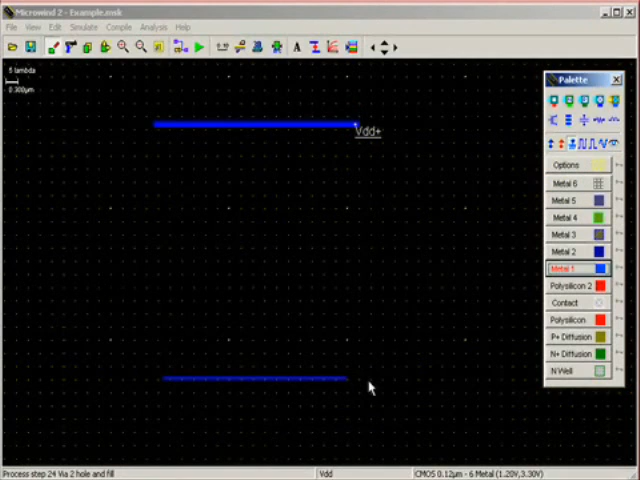 Microwind 2 - Example.msk
File View Edit Simulate Compile Analysis Help
A
5 lambda
0.300µm
Vdd+
Palette
Options
Metal 6
Metal 5
Metal 4
Metal 3
Metal 2
Metal 1
Polysilicon 2
Contact
Polysilicon
P+ Diffusion
N+ Diffusion
N Well
Process step 24 Via 2 hole and fill
Vdd
CMOS 0.12µm - 6 Metal (1.20V,3.30V)